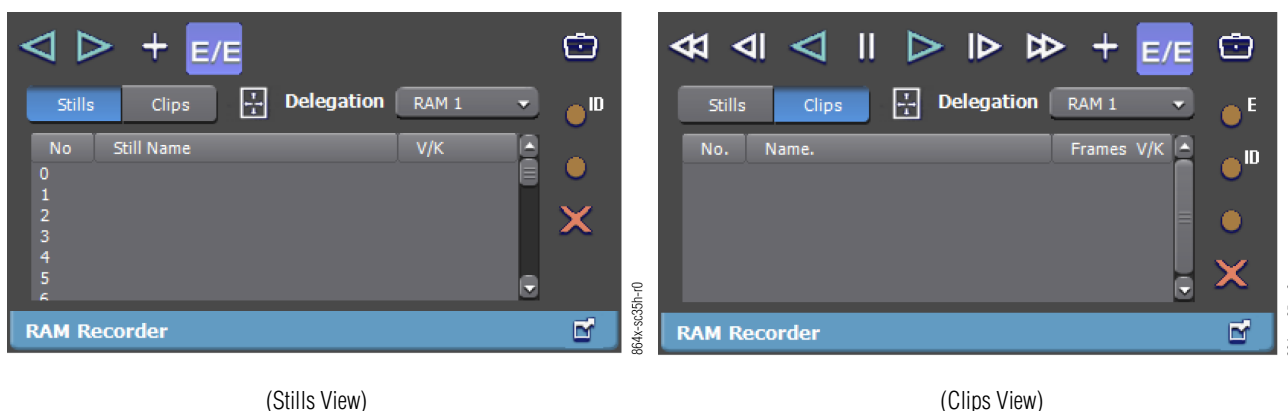 E/E
Stills Clips Delegation RAM 1 ID
No Still Name V/K
0
1
2
3
4
5
6
RAM Recorder
864x-sc35h-r0
(Stills View)
E/E
Stills Clips Delegation RAM 1 E
No. Name. Frames V/K
ID
RAM Recorder
(Clips View)